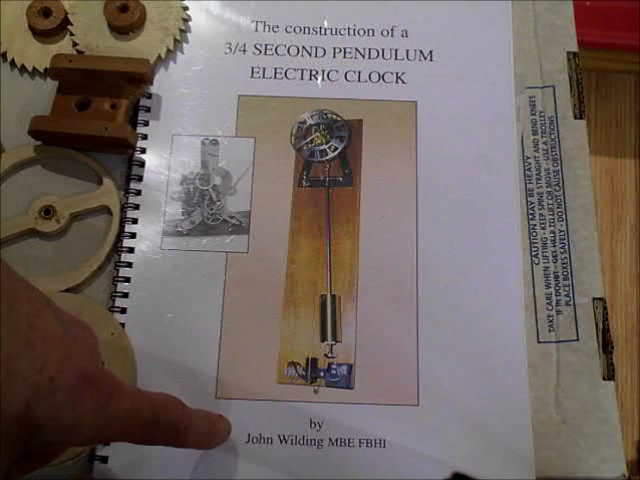 The construction of a
3/4 SECOND PENDULUM
ELECTRIC CLOCK
by
John Wilding MBE FBHI
CAUTION MAY BE HEAVY
TAKE CARE WHEN LIFTING - KEEP SPINE STRAIGHT AND BEND KNEES
IF IN DOUBT - GET HELP TO LIFT OR MOVE - USE A TROLLEY
PLACE BOXES SAFELY - DO NOT CAUSE OBSTRUCTIONS